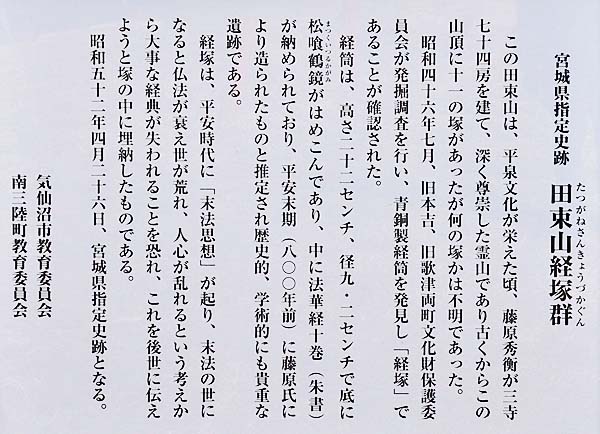 宮城県指定史跡
田束山経塚群
たつがねさんきょうづかぐん
この田束山は、平泉文化が栄えた頃、藤原秀衡が三寺
七十四房を建て、深く尊崇した霊山であり古くからこの
山頂に十一の塚があったが何の塚かは不明であった。
昭和四十六年七月、旧本吉、旧歌津両町文化財保護委
員会が発掘調査を行い、青銅製経筒を発見し「経塚」で
あることが確認された。
経筒は、高さ二十二センチ、径九・二センチで底に
松喰鶴鏡がはめこんであり、中に法華経十巻（朱書）
まつくいつるかがみ
が納められており、平安末期（八〇〇年前）に藤原氏に
より造られたものと推定され歴史的、学術的にも貴重な
遺跡である。
経塚は、平安時代に「末法思想」が起り、末法の世に
なると仏法が衰え世が荒れ、人心が乱れるという考えか
ら大事な経典が失われることを恐れ、これを後世に伝え
ようと塚の中に埋納したものである。
昭和五十二年四月二十六日、宮城県指定史跡となる。
気仙沼市教育委員会
南三陸町教育委員会